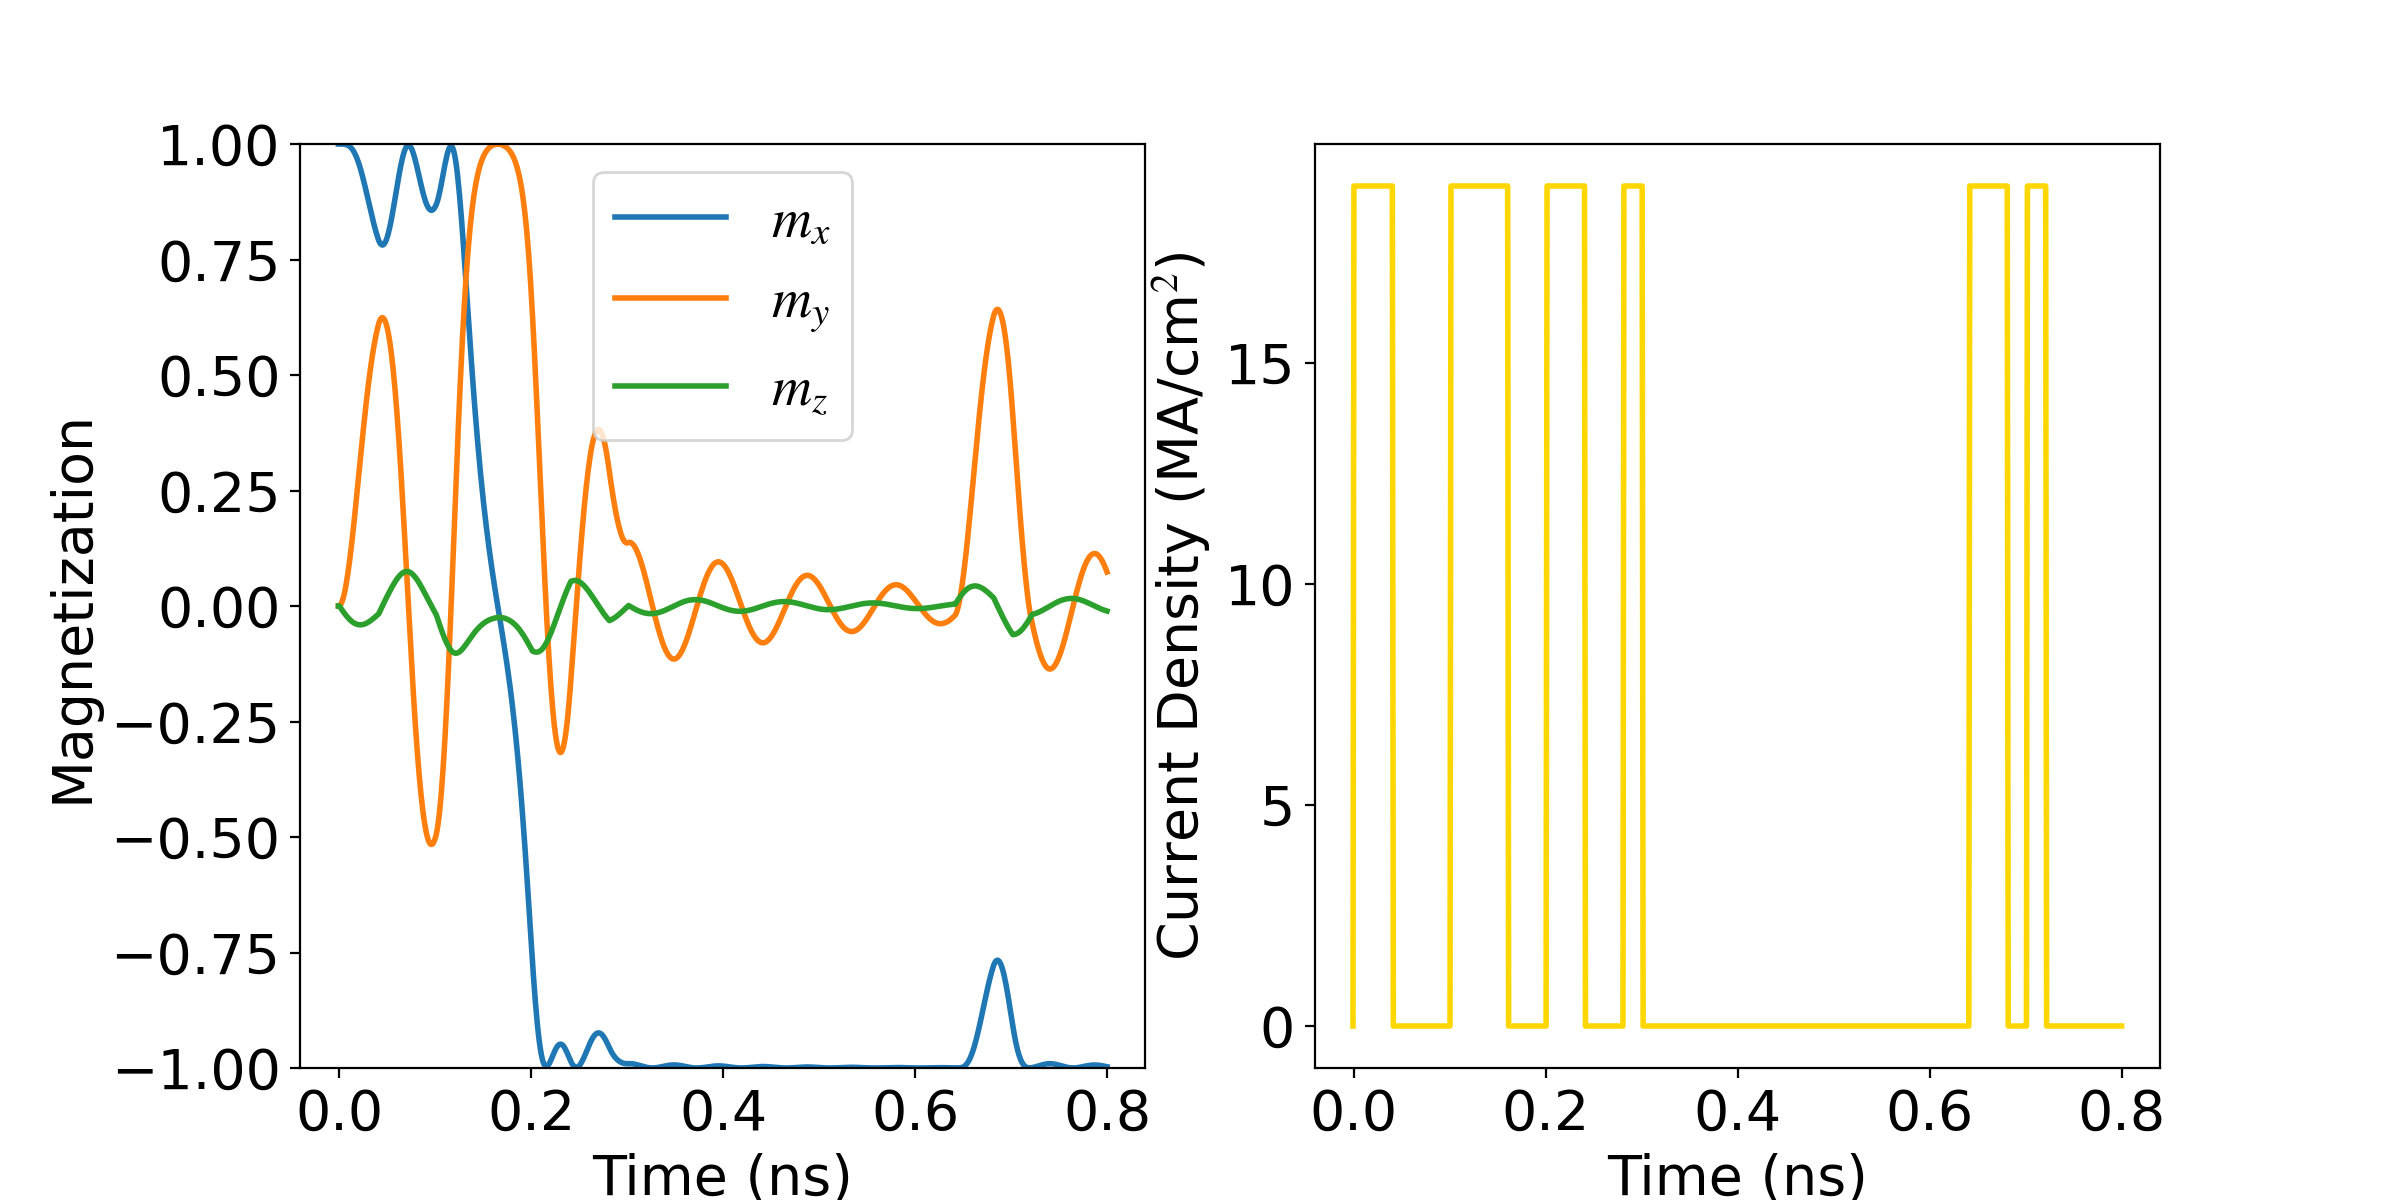 1.00
0.75
0.50
0.25
0.00
−0.25
−0.50
−0.75
−1.00
Magnetization
0.0 0.2 0.4 0.6 0.8
Time (ns)
m_x
m_y
m_z
Current Density (MA/cm²)
15
10
5
0
0.0 0.2 0.4 0.6 0.8
Time (ns)